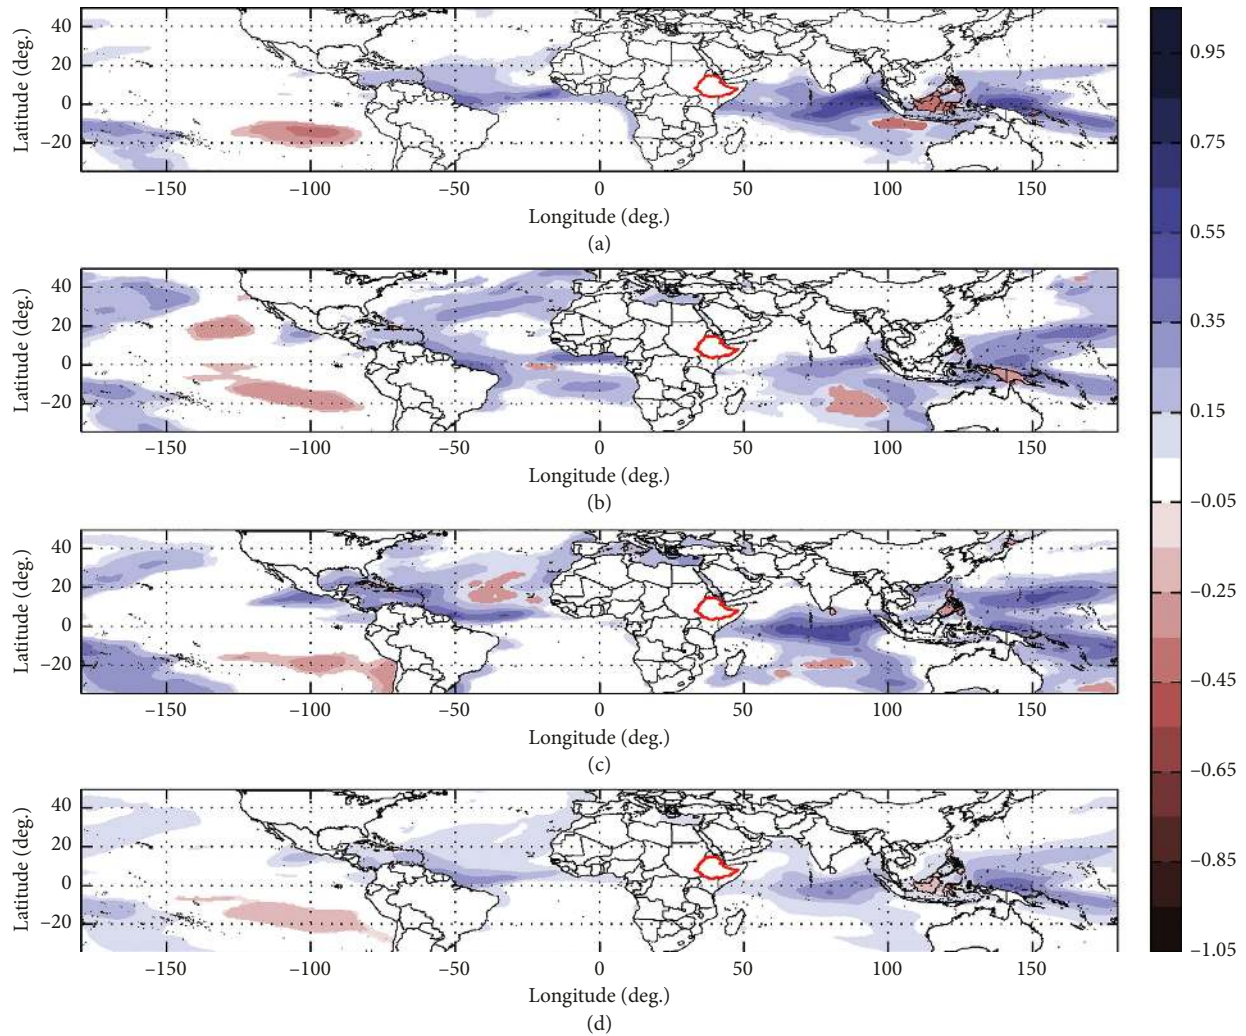 40
20
0
−20
Latitude (deg.)
−150 −100 −50 0 50 100 150
Longitude (deg.)
(a)
40
20
0
−20
Latitude (deg.)
−150 −100 −50 0 50 100 150
Longitude (deg.)
(b)
40
20
0
−20
Latitude (deg.)
−150 −100 −50 0 50 100 150
Longitude (deg.)
(c)
40
20
0
−20
Latitude (deg.)
−150 −100 −50 0 50 100 150
Longitude (deg.)
(d)
0.95
0.75
0.55
0.35
0.15
−0.05
−0.25
−0.45
−0.65
−0.85
−1.05